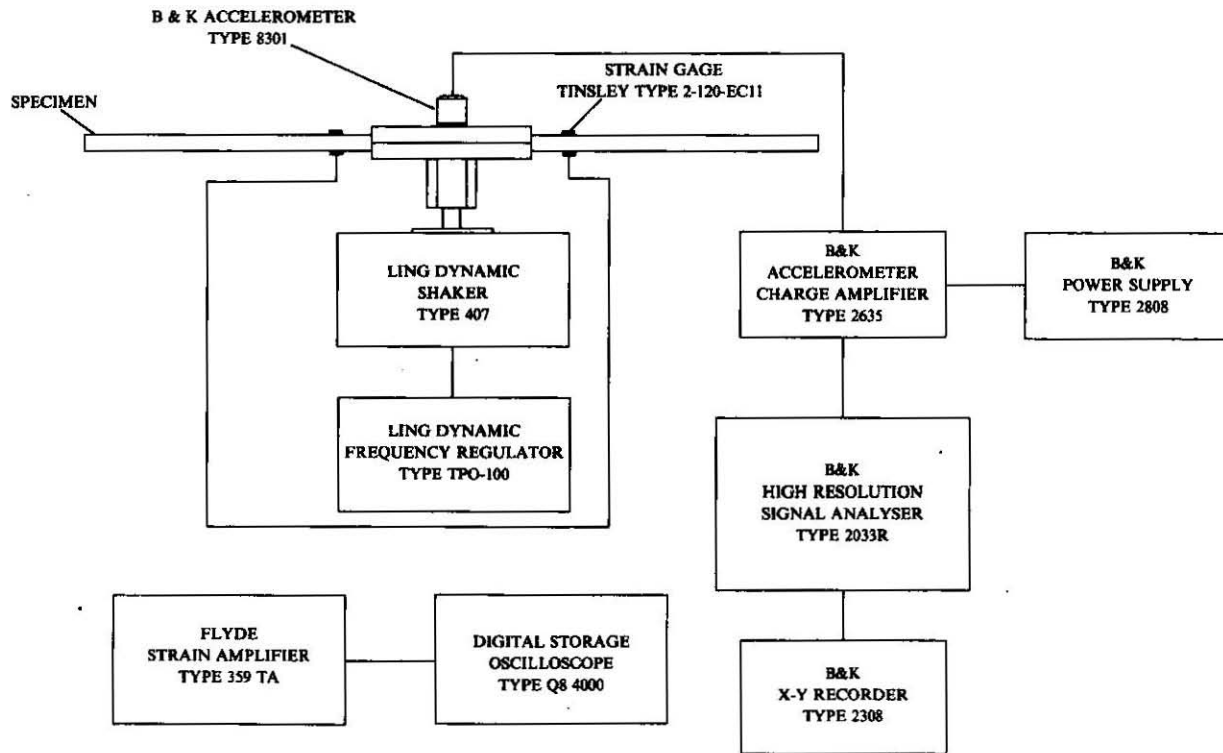 B & K ACCELEROMETER
TYPE 8301
STRAIN GAGE
TINSLEY TYPE 2-120-EC11
SPECIMEN
LING DYNAMIC
SHAKER
TYPE 407
B&K
ACCELEROMETER
CHARGE AMPLIFIER
TYPE 2635
B&K
POWER SUPPLY
TYPE 2808
LING DYNAMIC
FREQUENCY REGULATOR
TYPE TPO-100
B&K
HIGH RESOLUTION
SIGNAL ANALYSER
TYPE 2033R
FLYDE
STRAIN AMPLIFIER
TYPE 359 TA
DIGITAL STORAGE
OSCILLOSCOPE
TYPE Q8 4000
B&K
X-Y RECORDER
TYPE 2308